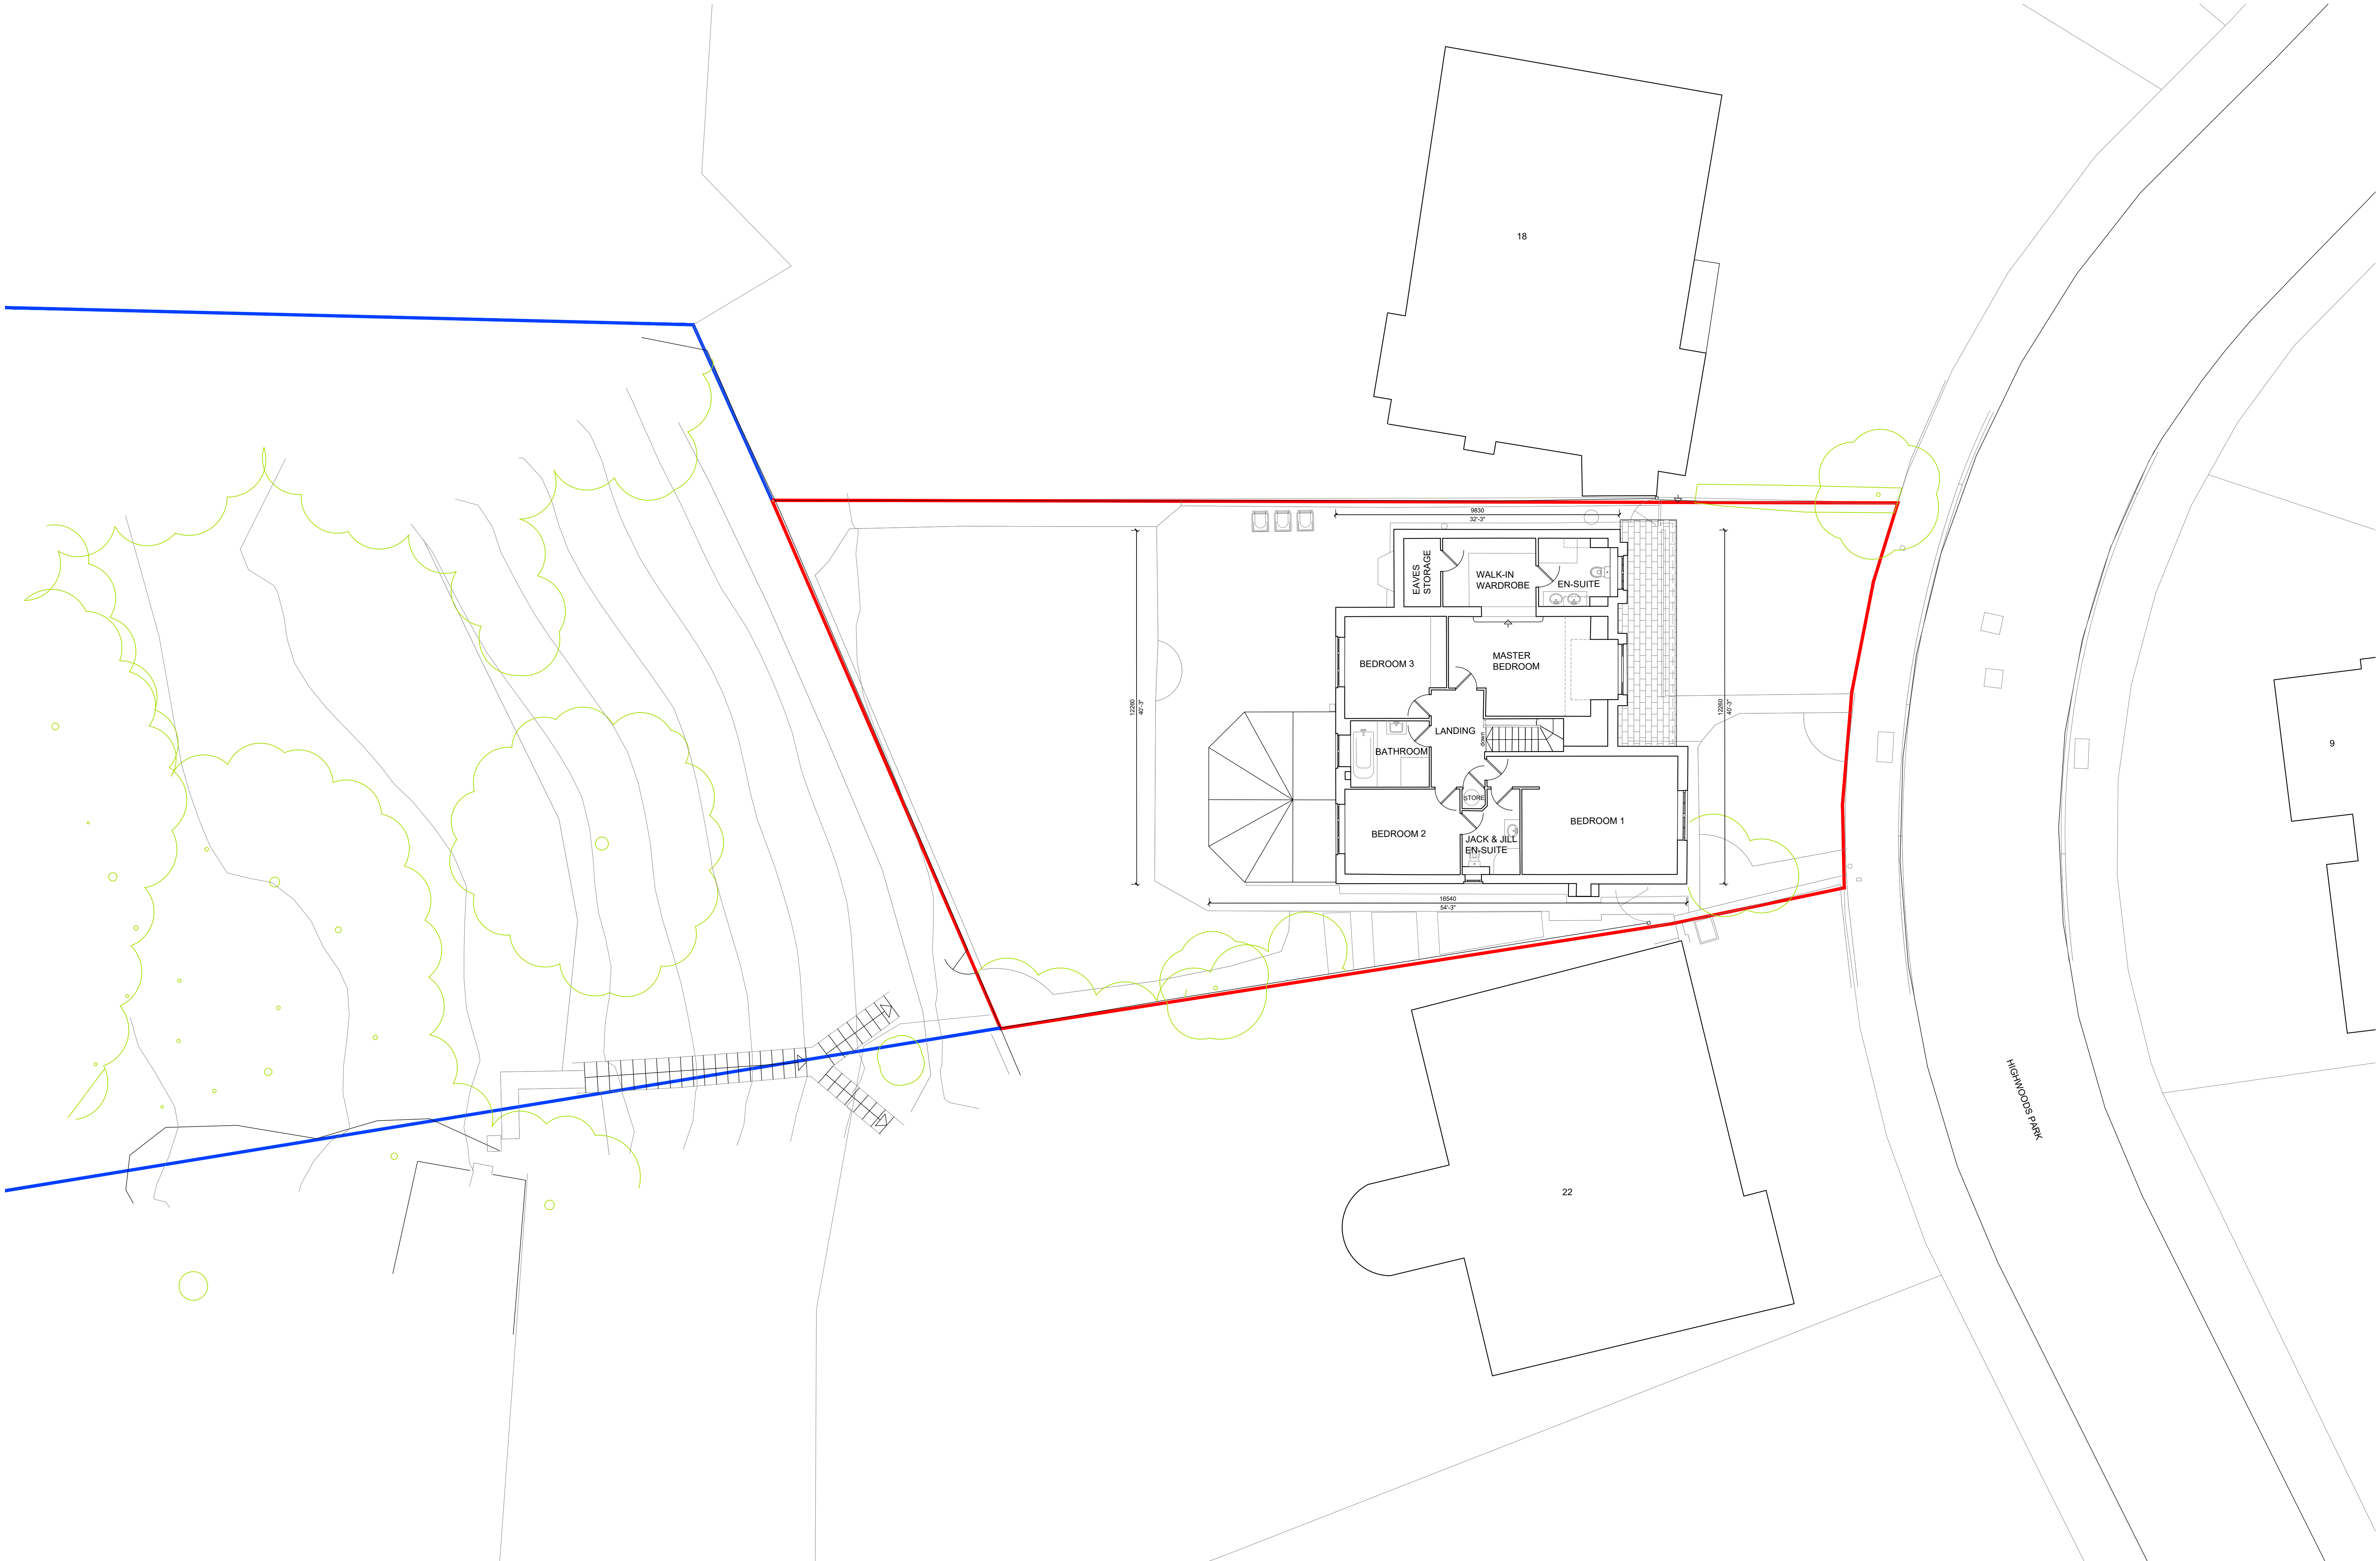 18
9830
32'-3"
EAVES
STORAGE
WALK-IN
WARDROBE
EN-SUITE
BEDROOM 3
MASTER
BEDROOM
12260
40'-3"
12260
40'-3"
LANDING
down
BATHROOM
STORE
BEDROOM 2
JACK & JILL
EN-SUITE
BEDROOM 1
16540
54'-3"
9
HIGHWOODS PARK
22